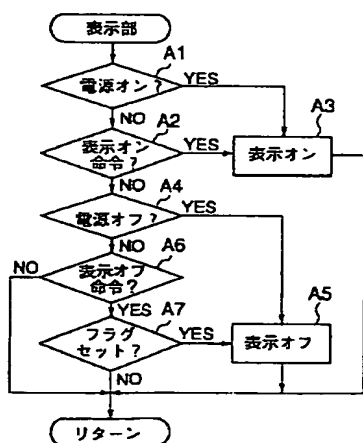 表示部
A1
電源オン?
YES
NO
A2
A3
表示オン
命令?
YES
表示オン
NO
A4
電源オフ?
YES
NO
A6
NO
表示オフ
命令?
YES
A7
A5
フラグ
セット?
YES
表示オフ
NO
リターン